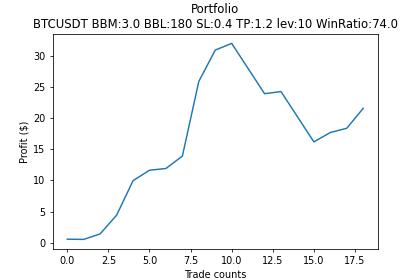 Portfolio
BTCUSDT BBM:3.0 BBL:180 SL:0.4 TP:1.2 lev:10 WinRatio:74.0
30
25
20
15
10
5
0
Profit ($)
0.0 2.5 5.0 7.5 10.0 12.5 15.0 17.5
Trade counts